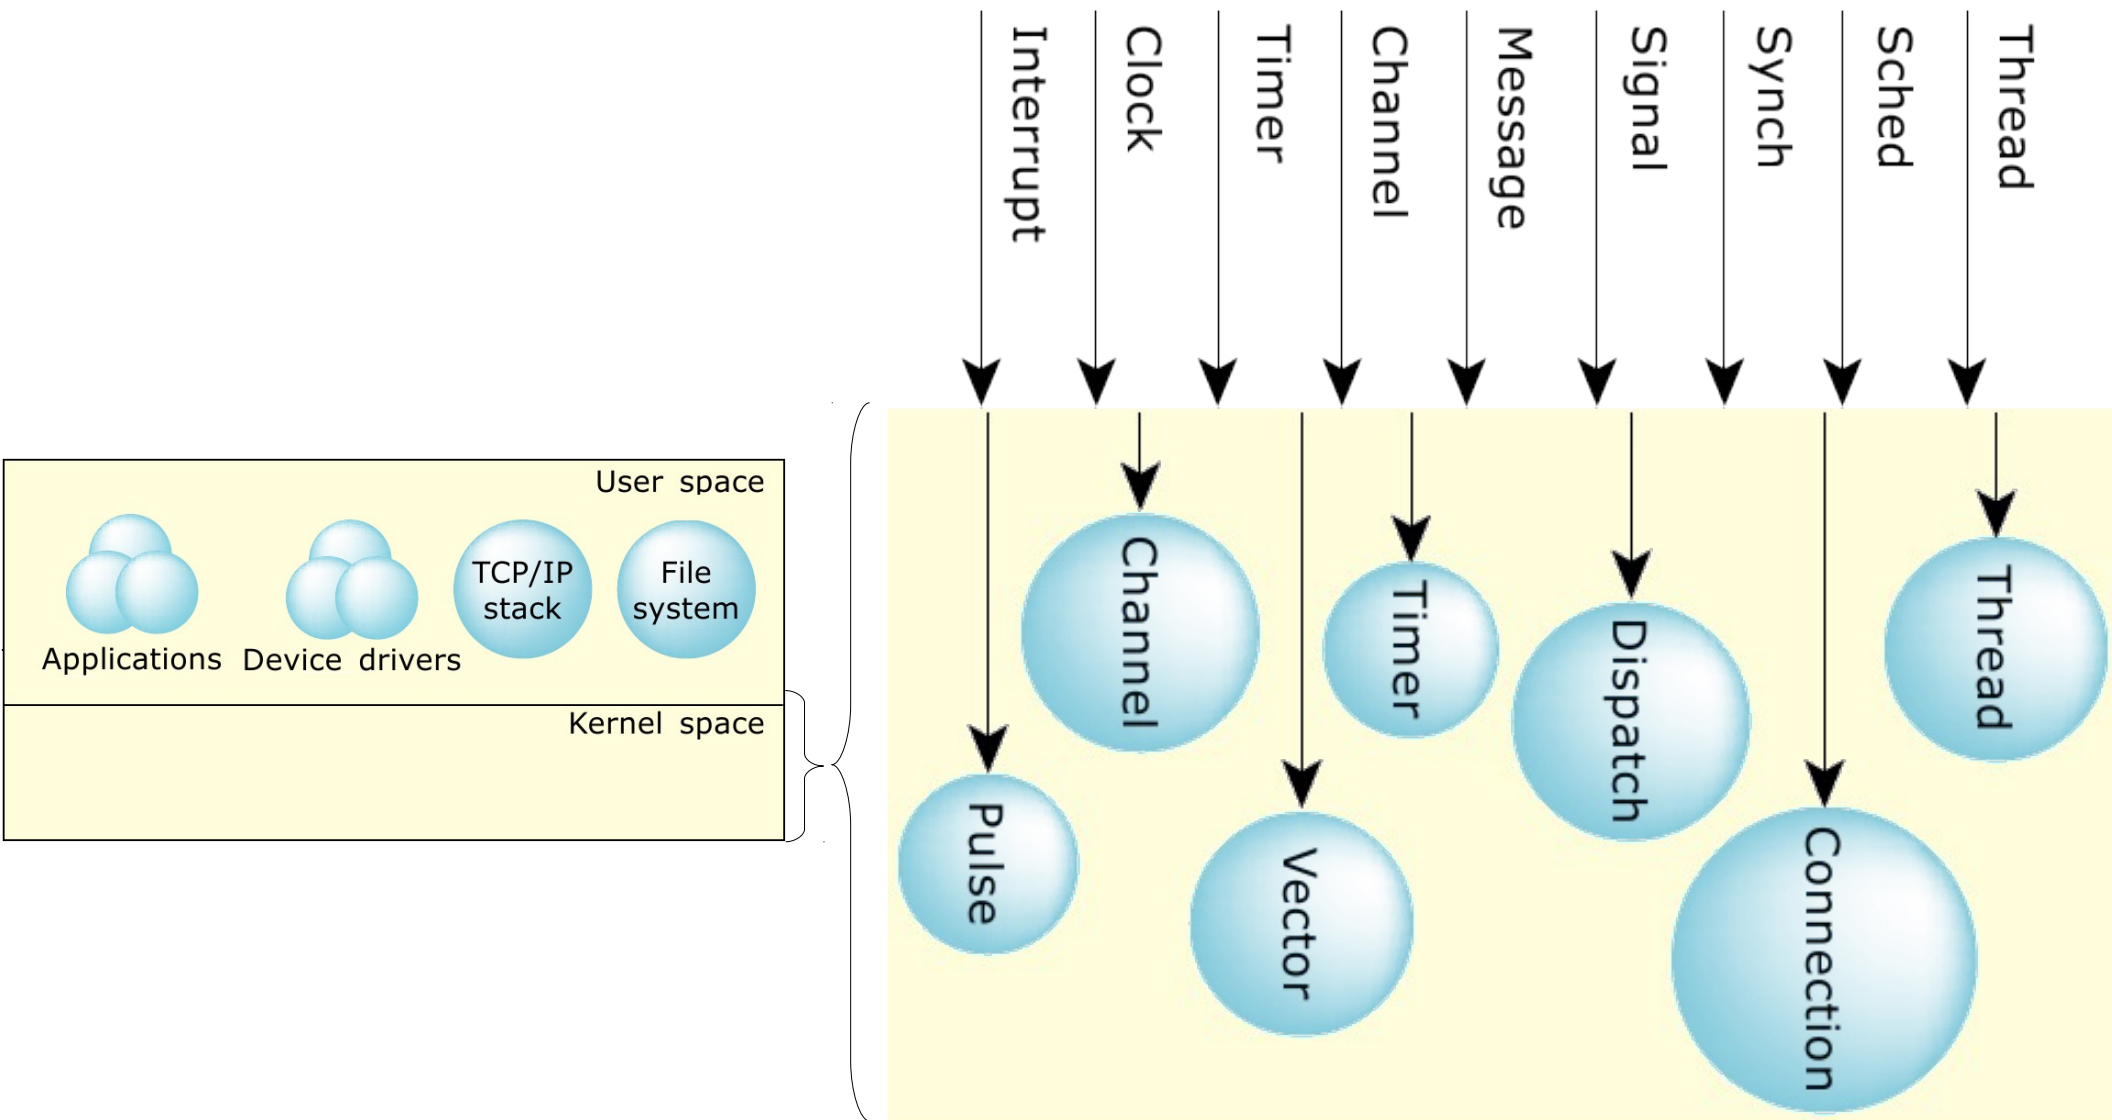 Interrupt
Clock
Timer
Channel
Message
Signal
Synch
Sched
Thread
User space
TCP/IP
stack
File
system
Applications
Device drivers
Kernel space
Pulse
Channel
Vector
Timer
Dispatch
Connection
Thread